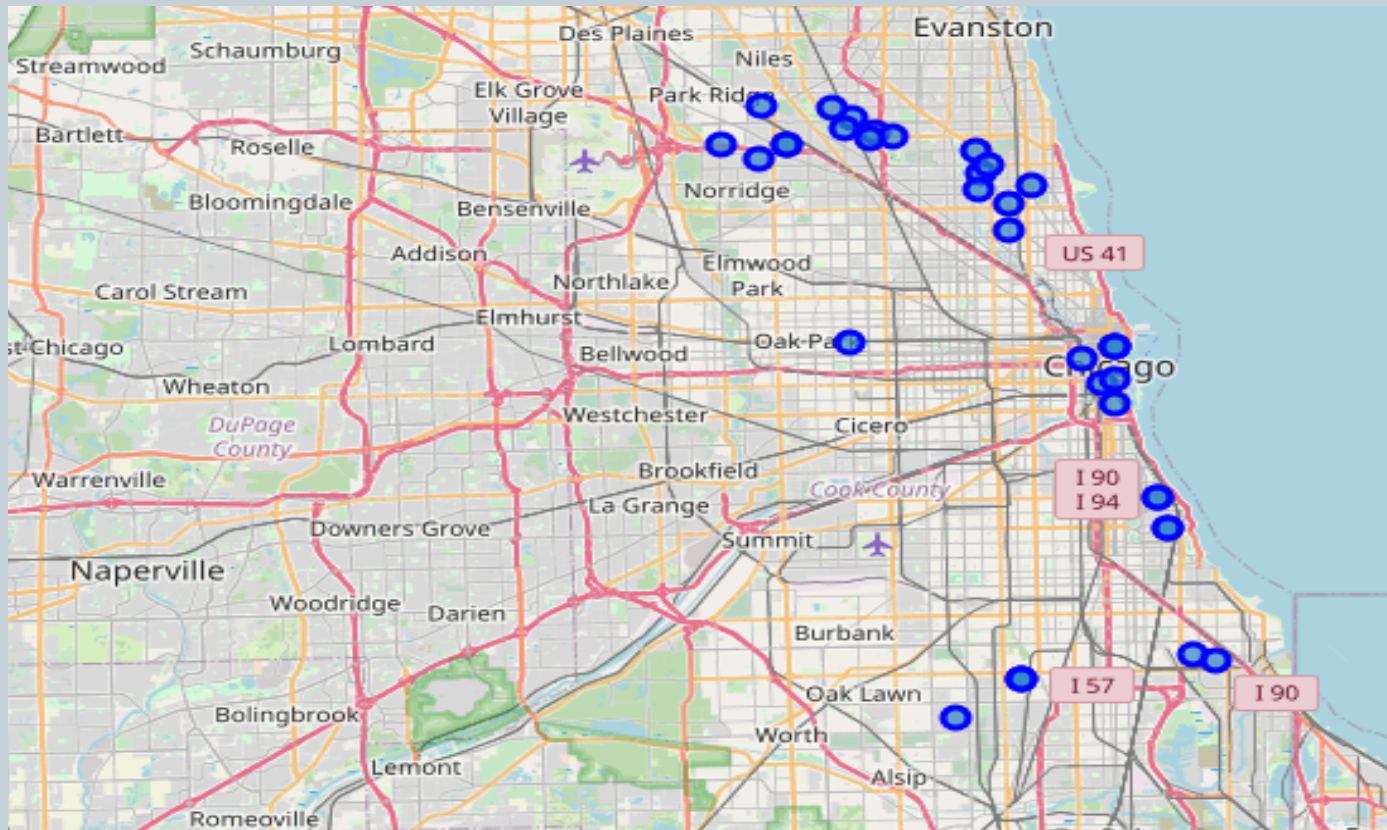 Evanston
Des Plaines
Schaumburg
Niles
Streamwood
Elk Grove
Village
Park Ridge
Bartlett
Roselle
Norridge
Bloomingdale
Bensenville
Addison
US 41
Elmwood
Park
Northlake
Carol Stream
Elmhurst
Oak Park
st Chicago
Lombard
Bellwood
Chicago
Wheaton
Westchester
DuPage
County
Cicero
Brookfield
Warrenville
I 90
I 94
Cook County
La Grange
Downers Grove
Summit
Naperville
Woodridge
Darien
Burbank
I 57
I 90
Oak Lawn
Bolingbrook
Worth
Lemont
Alsip
Romeoville